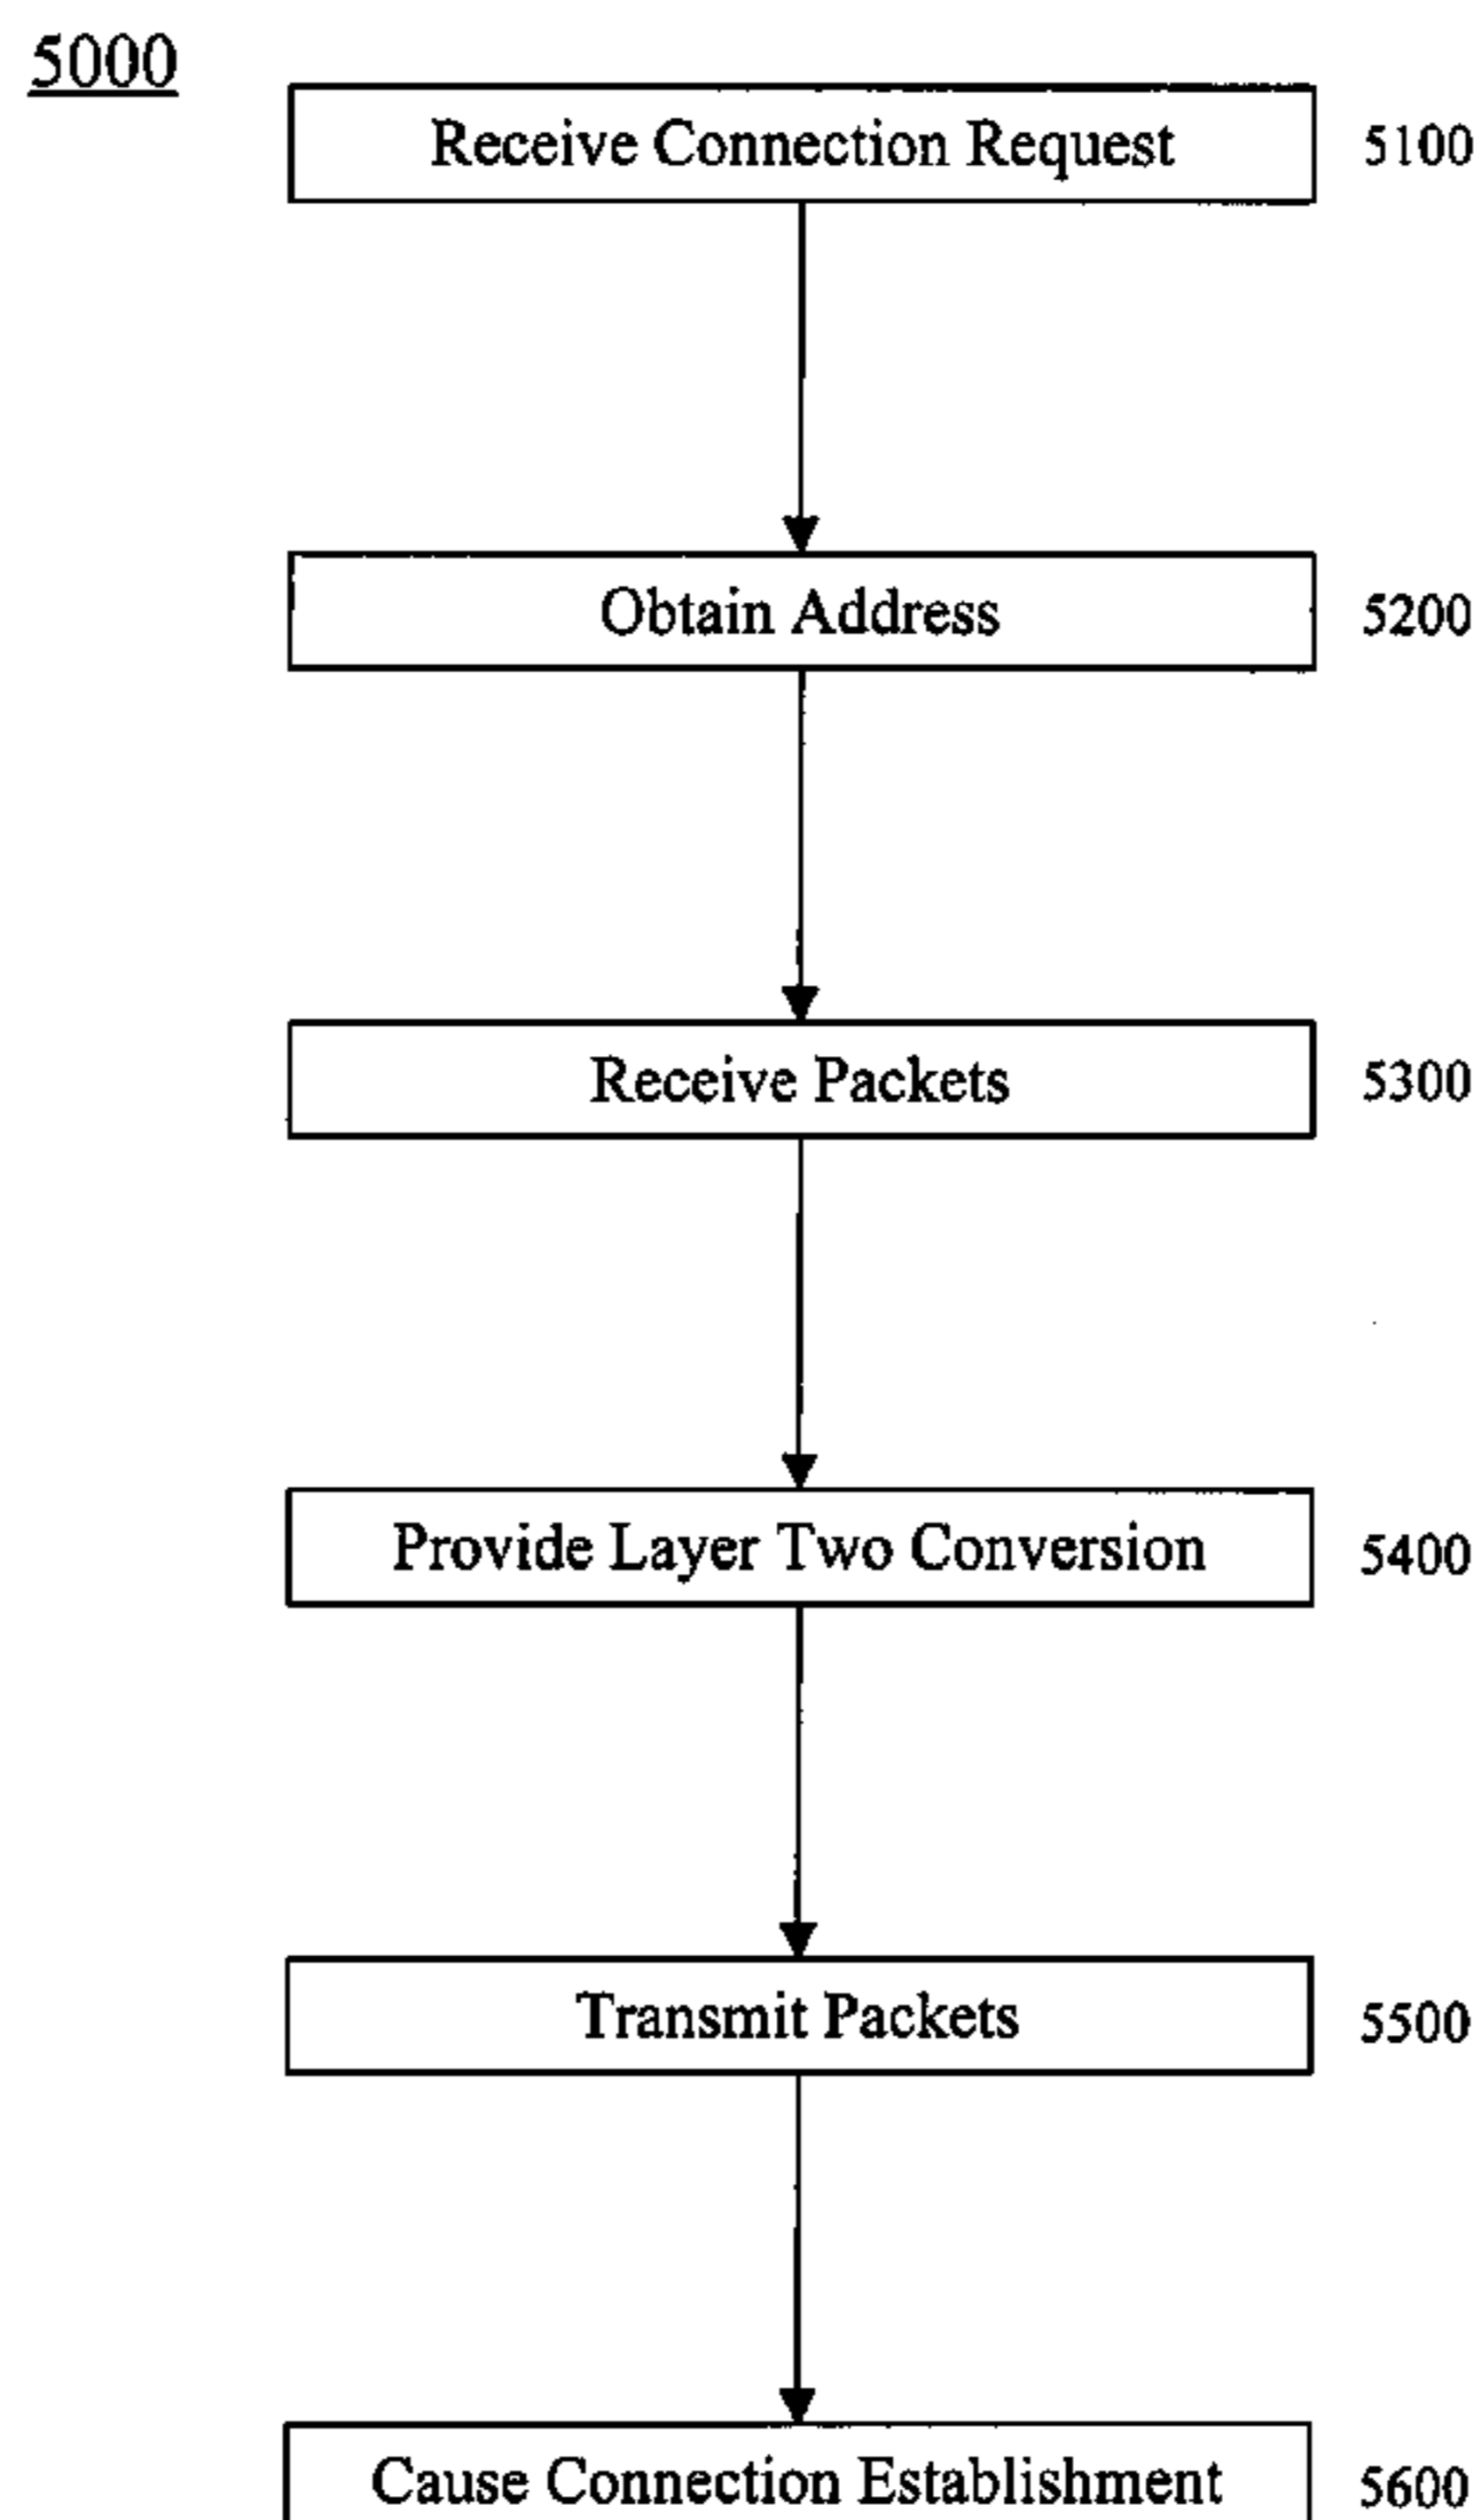 5000
Receive Connection Request 5100
Obtain Address 5200
Receive Packets 5300
Provide Layer Two Conversion 5400
Transmit Packets 5500
Cause Connection Establishment 5600